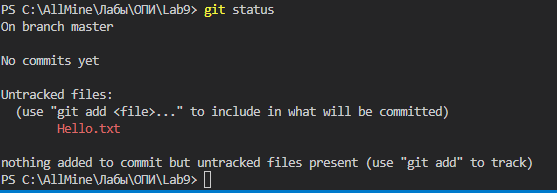 PS C:\AllMine\Лабы\ОПИ\Lab9> git status
On branch master
No commits yet
Untracked files:
(use "git add <file>..." to include in what will be committed)
Hello.txt
nothing added to commit but untracked files present (use "git add" to track)
PS C:\AllMine\Лабы\ОПИ\Lab9>